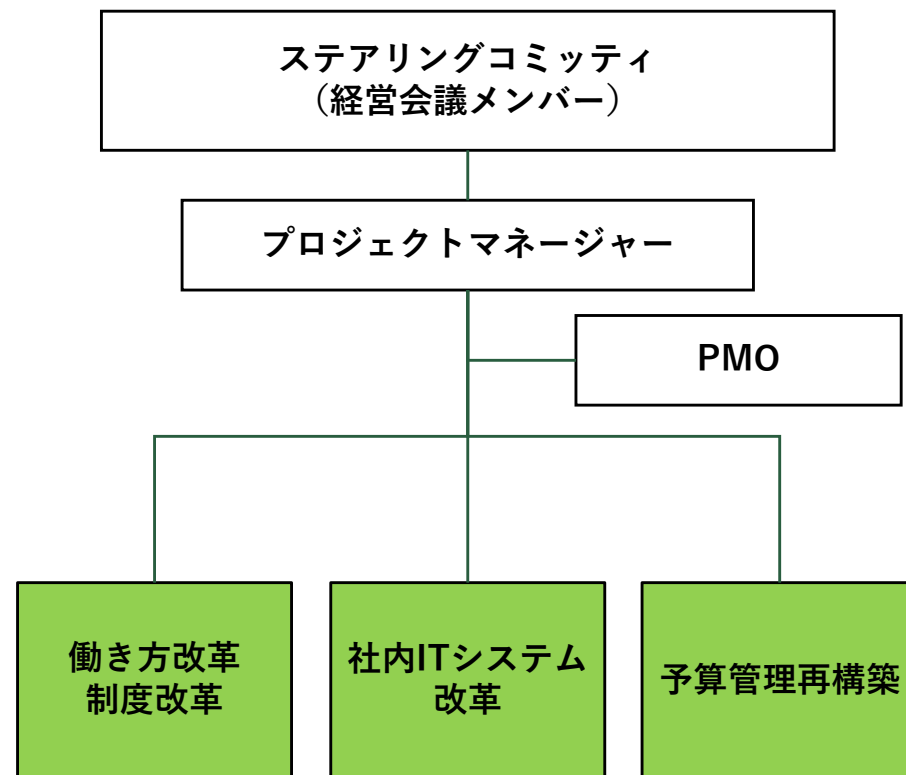 ステアリングコミッティ
（経営会議メンバー）
プロジェクトマネージャー
PMO
働き方改革
制度改革
社内ITシステム
改革
予算管理再構築